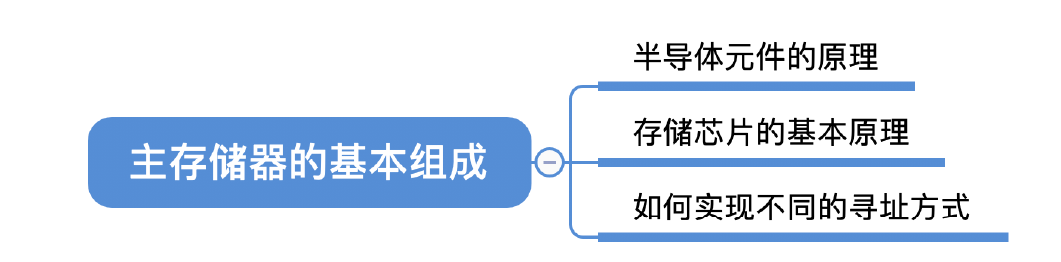 半导体元件的原理
存储芯片的基本原理
主存储器的基本组成
如何实现不同的寻址方式